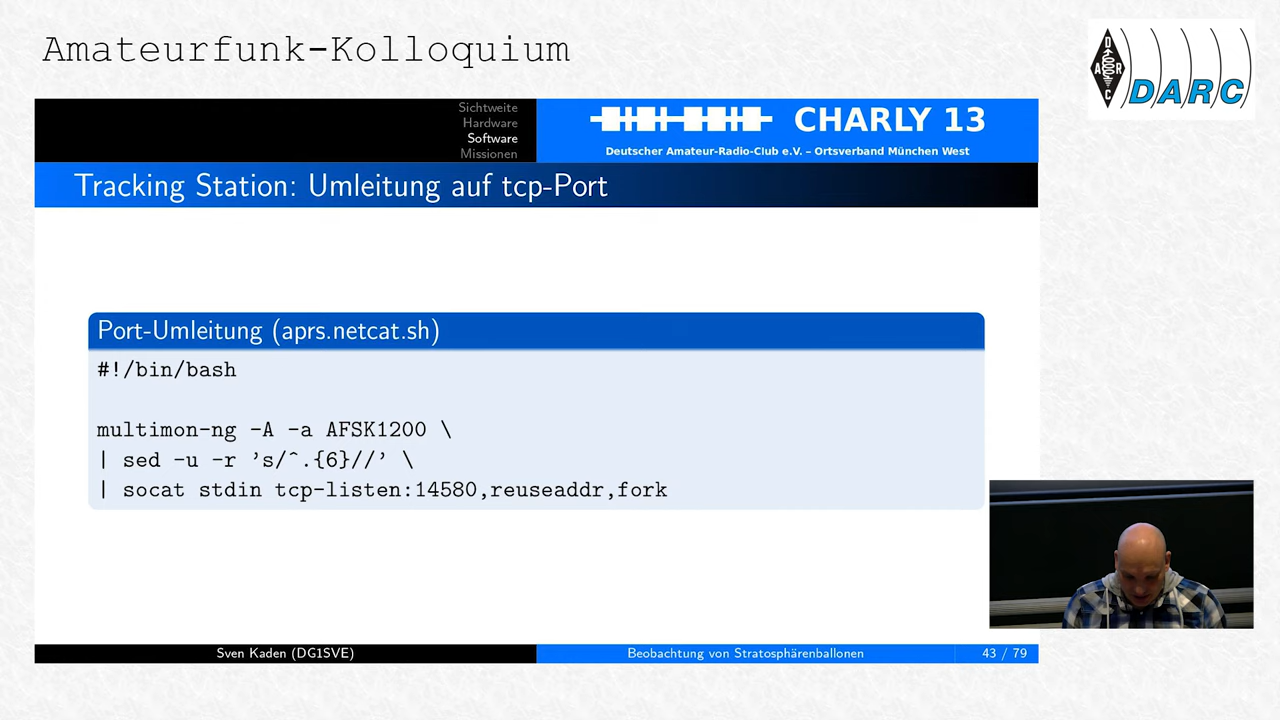 Amateurfunk-Kolloquium
DARC
DARC
Sichtweite
Hardware
Software
Missionen
CHARLY 13
Deutscher Amateur-Radio-Club e.V. – Ortsverband München West
Tracking Station: Umleitung auf tcp-Port
Port-Umleitung (aprs.netcat.sh)
#!/bin/bash
multimon-ng -A -a AFSK1200 \
| sed -u -r ’s/^.{6}//’ \
| socat stdin tcp-listen:14580,reuseaddr,fork
Sven Kaden (DG1SVE)
Beobachtung von Stratosphärenballonen
43 / 79